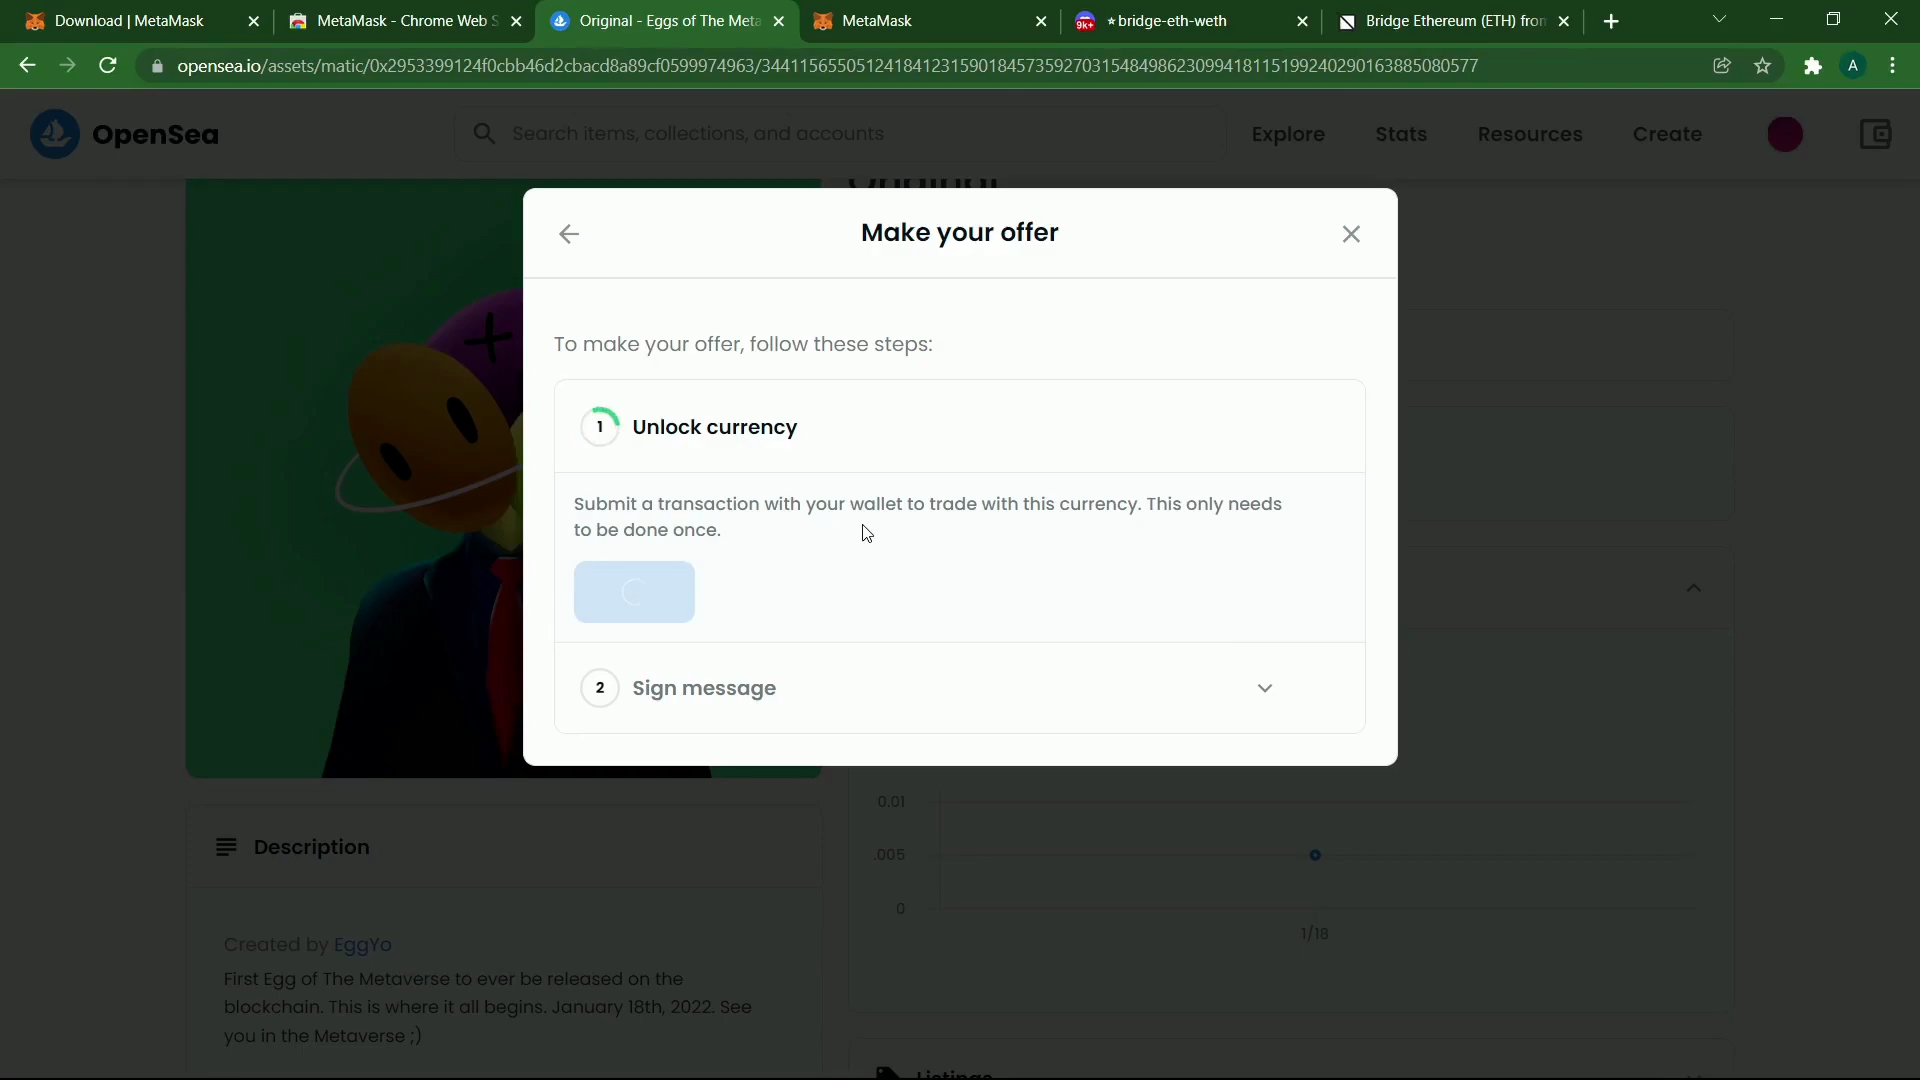 Download | MetaMask
MetaMask - Chrome Web S
Original - Eggs of The Meta
MetaMask
9K+
*bridge-eth-weth
Bridge Ethereum (ETH) from
opensea.io/assets/matic/0x2953399124f0cbb46d2cbacd8a89cf0599974963/34411565505124184123159018457359270315484986230994181151992402901638850805​77
A
OpenSea
Search items, collections, and accounts
Explore
Stats
Resources
Create
Original
Make your offer
To make your offer, follow these steps:
1 Unlock currency
Submit a transaction with your wallet to trade with this currency. This only needs
to be done once.
2 Sign message
0.01
.005
0
1/18
Description
Created by EggYo
First Egg of The Metaverse to ever be released on the
blockchain. This is where it all begins. January 18th, 2022. See
you in the Metaverse ;)
Listings